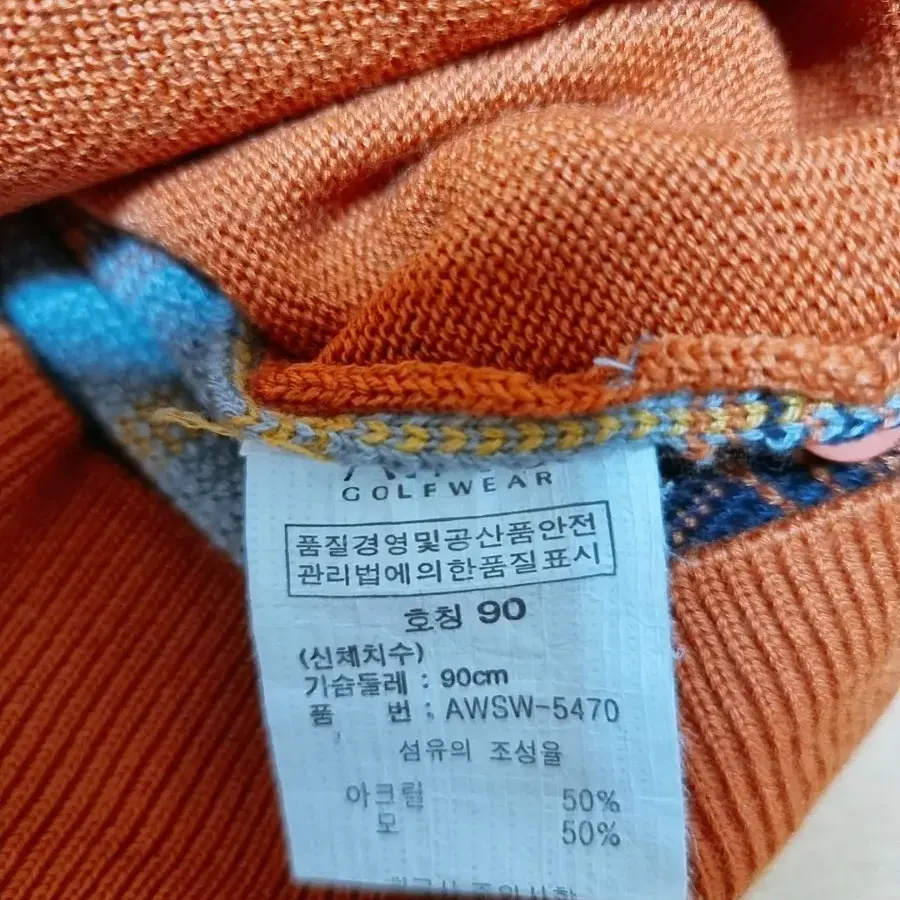 GOLFWEAR
품질경영및공산품안전
관리법에의한품질표시
호칭 90
(신체치수)
가슴둘레 : 90cm
품 번 : AWSW-5470
섬유의 조성율
아크릴 50%
모 50%